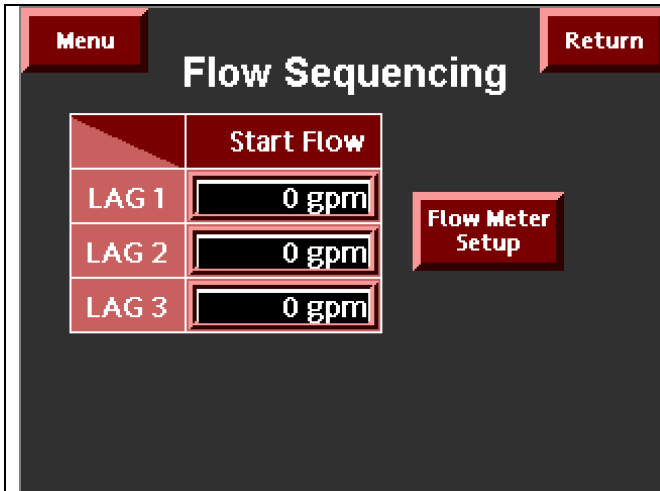 Menu
Return
Flow Sequencing
Start Flow
LAG 1
0 gpm
LAG 2
0 gpm
LAG 3
0 gpm
Flow Meter
Setup